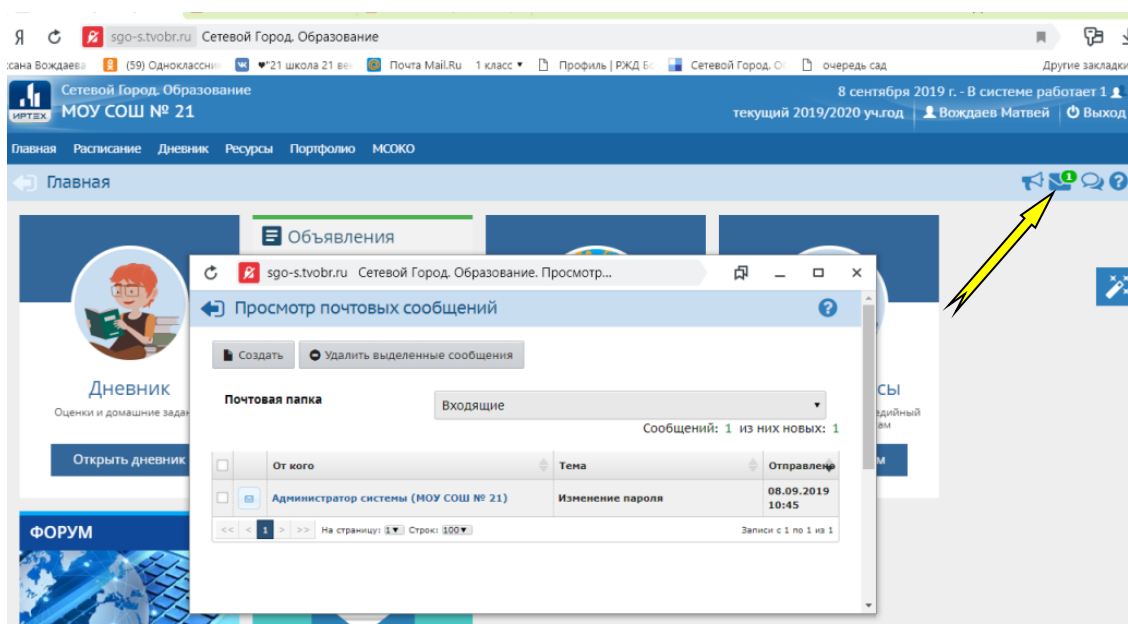 Я sgo-s.tvobr.ru Сетевой Город. Образование
сана Вождаева (59) Одноклассни ♥"21 школа 21 ве Почта Mail.Ru 1 класс Профиль | РЖД Бо Сетевой Город. О очередь сад Другие закладки
Сетевой Город. Образование
МОУ СОШ № 21
ИРТЕХ
8 сентября 2019 г. - В системе работает 1
текущий 2019/2020 уч.год Вождаев Матвей Выход
Главная Расписание Дневник Ресурсы Портфолио МСОКО
Главная
1
Объявления
sgo-s.tvobr.ru Сетевой Город. Образование. Просмотр...
Просмотр почтовых сообщений
Создать Удалить выделенные сообщения
Почтовая папка Входящие
Сообщений: 1 из них новых: 1
От кого Тема Отправлено
Администратор системы (МОУ СОШ № 21) Изменение пароля 08.09.2019
10:45
<< < 1 > >> На страницу: 1 Строк: 100 Записи с 1 по 1 из 1
Дневник
Оценки и домашние задан
Открыть дневник
сы
едийный
ам
м
ФОРУМ